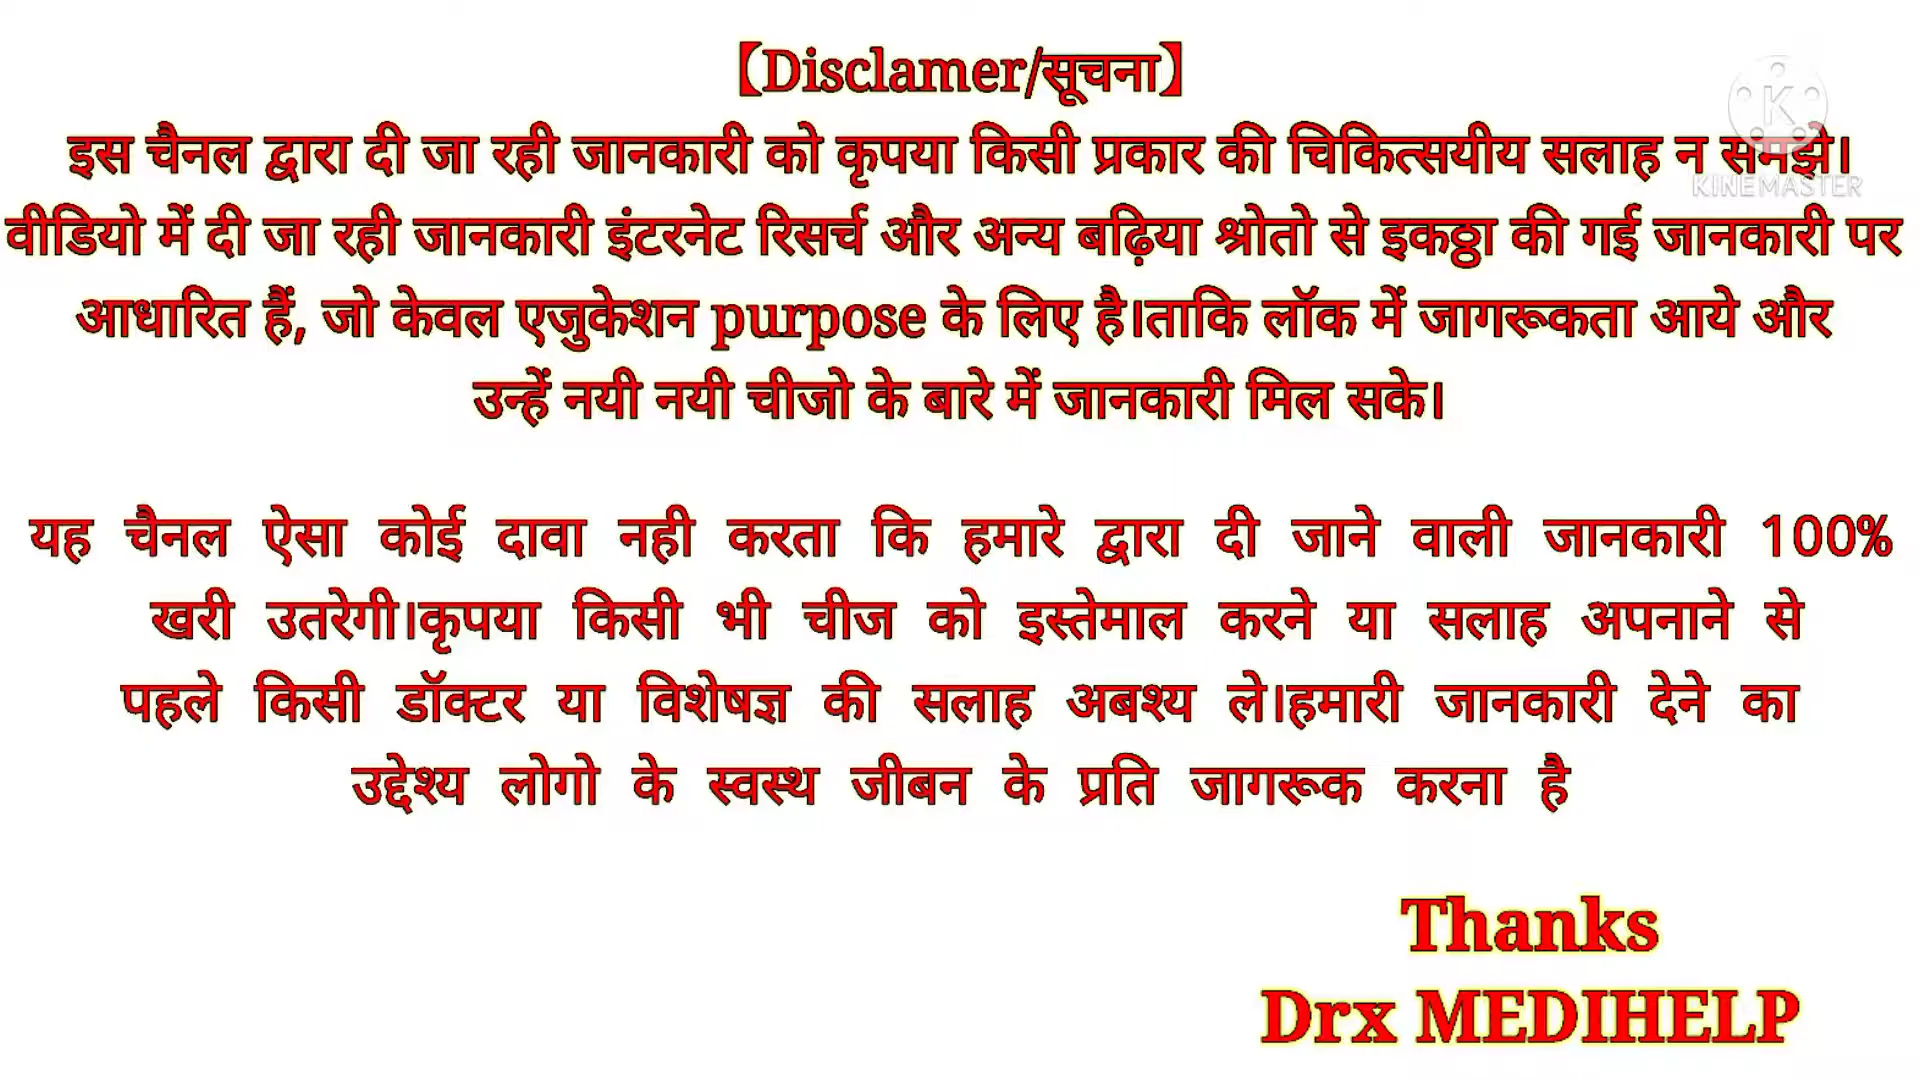 【Disclamer/सूचना】
इस चैनल द्वारा दी जा रही जानकारी को कृपया किसी प्रकार की चिकित्सयीय सलाह न समझे।
वीडियो में दी जा रही जानकारी इंटरनेट रिसर्च और अन्य बढ़िया श्रोतो से इकठ्ठा की गई जानकारी पर
आधारित हैं, जो केवल एजुकेशन purpose के लिए है।ताकि लॉक में जागरूकता आये और
उन्हें नयी नयी चीजो के बारे में जानकारी मिल सके।
यह चैनल ऐसा कोई दावा नही करता कि हमारे द्वारा दी जाने वाली जानकारी 100%
खरी उतरेगी।कृपया किसी भी चीज को इस्तेमाल करने या सलाह अपनाने से
पहले किसी डॉक्टर या विशेषज्ञ की सलाह अबश्य ले।हमारी जानकारी देने का
उद्देश्य लोगो के स्वस्थ जीबन के प्रति जागरूक करना है
Thanks
Drx MEDIHELP
K
KINEMASTER